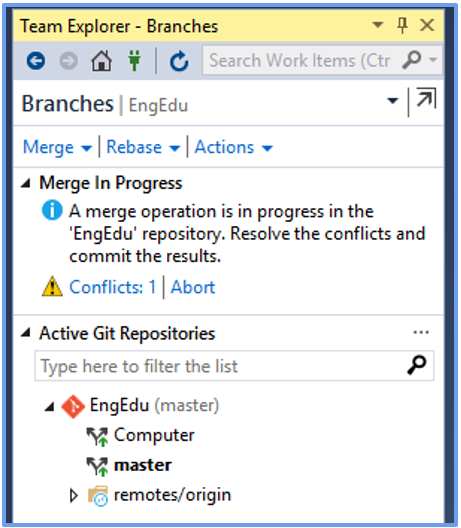 Team Explorer - Branches
Search Work Items (Ctr
Branches | EngEdu
Merge | Rebase | Actions
Merge In Progress
A merge operation is in progress in the
'EngEdu' repository. Resolve the conflicts and
commit the results.
Conflicts: 1 | Abort
Active Git Repositories ...
Type here to filter the list
EngEdu (master)
Computer
master
remotes/origin